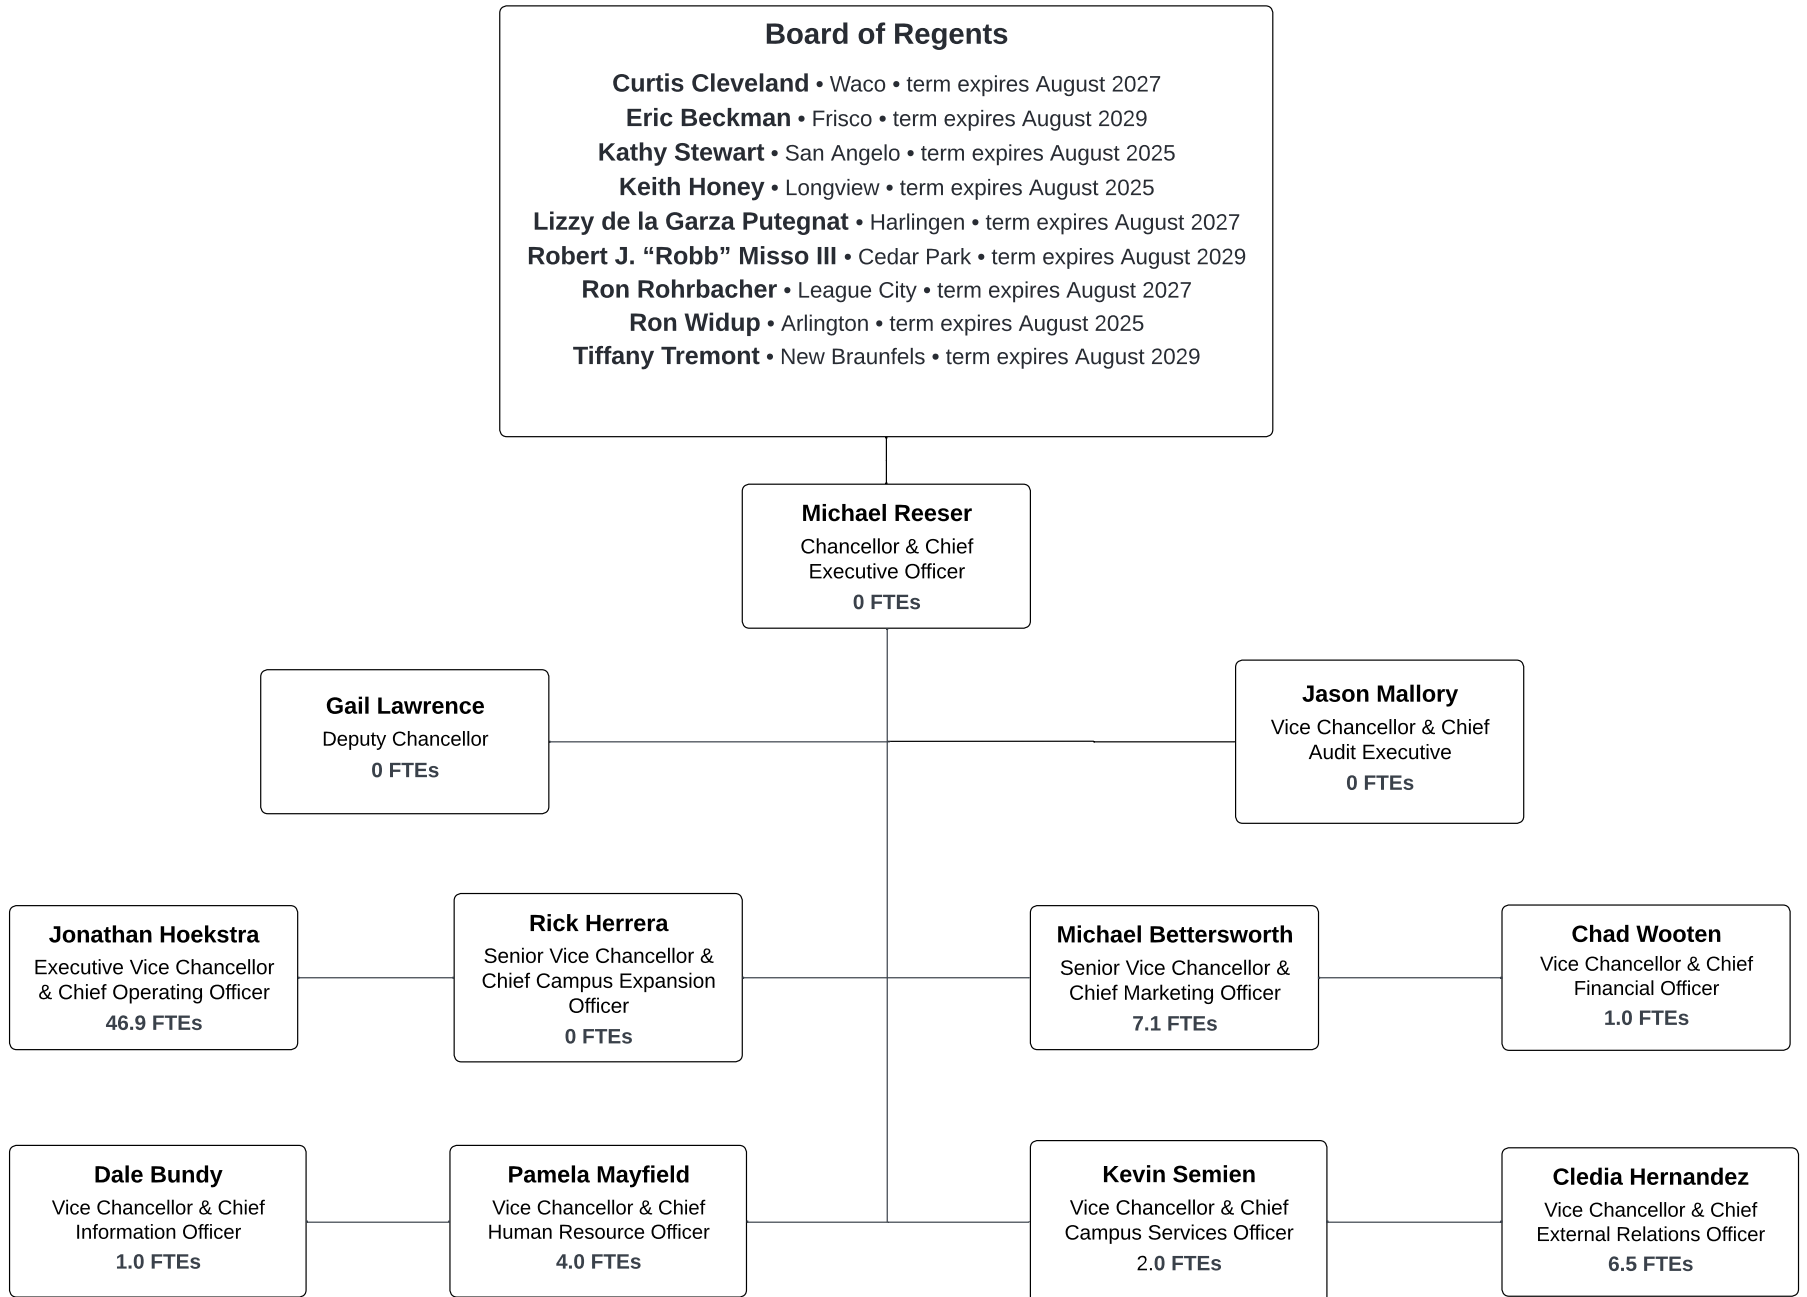 Board of Regents
Curtis Cleveland • Waco • term expires August 2027
Eric Beckman • Frisco • term expires August 2029
Kathy Stewart • San Angelo • term expires August 2025
Keith Honey • Longview • term expires August 2025
Lizzy de la Garza Putegnat • Harlingen • term expires August 2027
Robert J. “Robb” Misso III • Cedar Park • term expires August 2029
Ron Rohrbacher • League City • term expires August 2027
Ron Widup • Arlington • term expires August 2025
Tiffany Tremont • New Braunfels • term expires August 2029
Michael Reeser
Chancellor & Chief
Executive Officer
0 FTEs
Gail Lawrence
Deputy Chancellor
0 FTEs
Jason Mallory
Vice Chancellor & Chief
Audit Executive
0 FTEs
Jonathan Hoekstra
Executive Vice Chancellor
& Chief Operating Officer
46.9 FTEs
Rick Herrera
Senior Vice Chancellor &
Chief Campus Expansion
Officer
0 FTEs
Michael Bettersworth
Senior Vice Chancellor &
Chief Marketing Officer
7.1 FTEs
Chad Wooten
Vice Chancellor & Chief
Financial Officer
1.0 FTEs
Dale Bundy
Vice Chancellor & Chief
Information Officer
1.0 FTEs
Pamela Mayfield
Vice Chancellor & Chief
Human Resource Officer
4.0 FTEs
Kevin Semien
Vice Chancellor & Chief
Campus Services Officer
2.0 FTEs
Cledia Hernandez
Vice Chancellor & Chief
External Relations Officer
6.5 FTEs